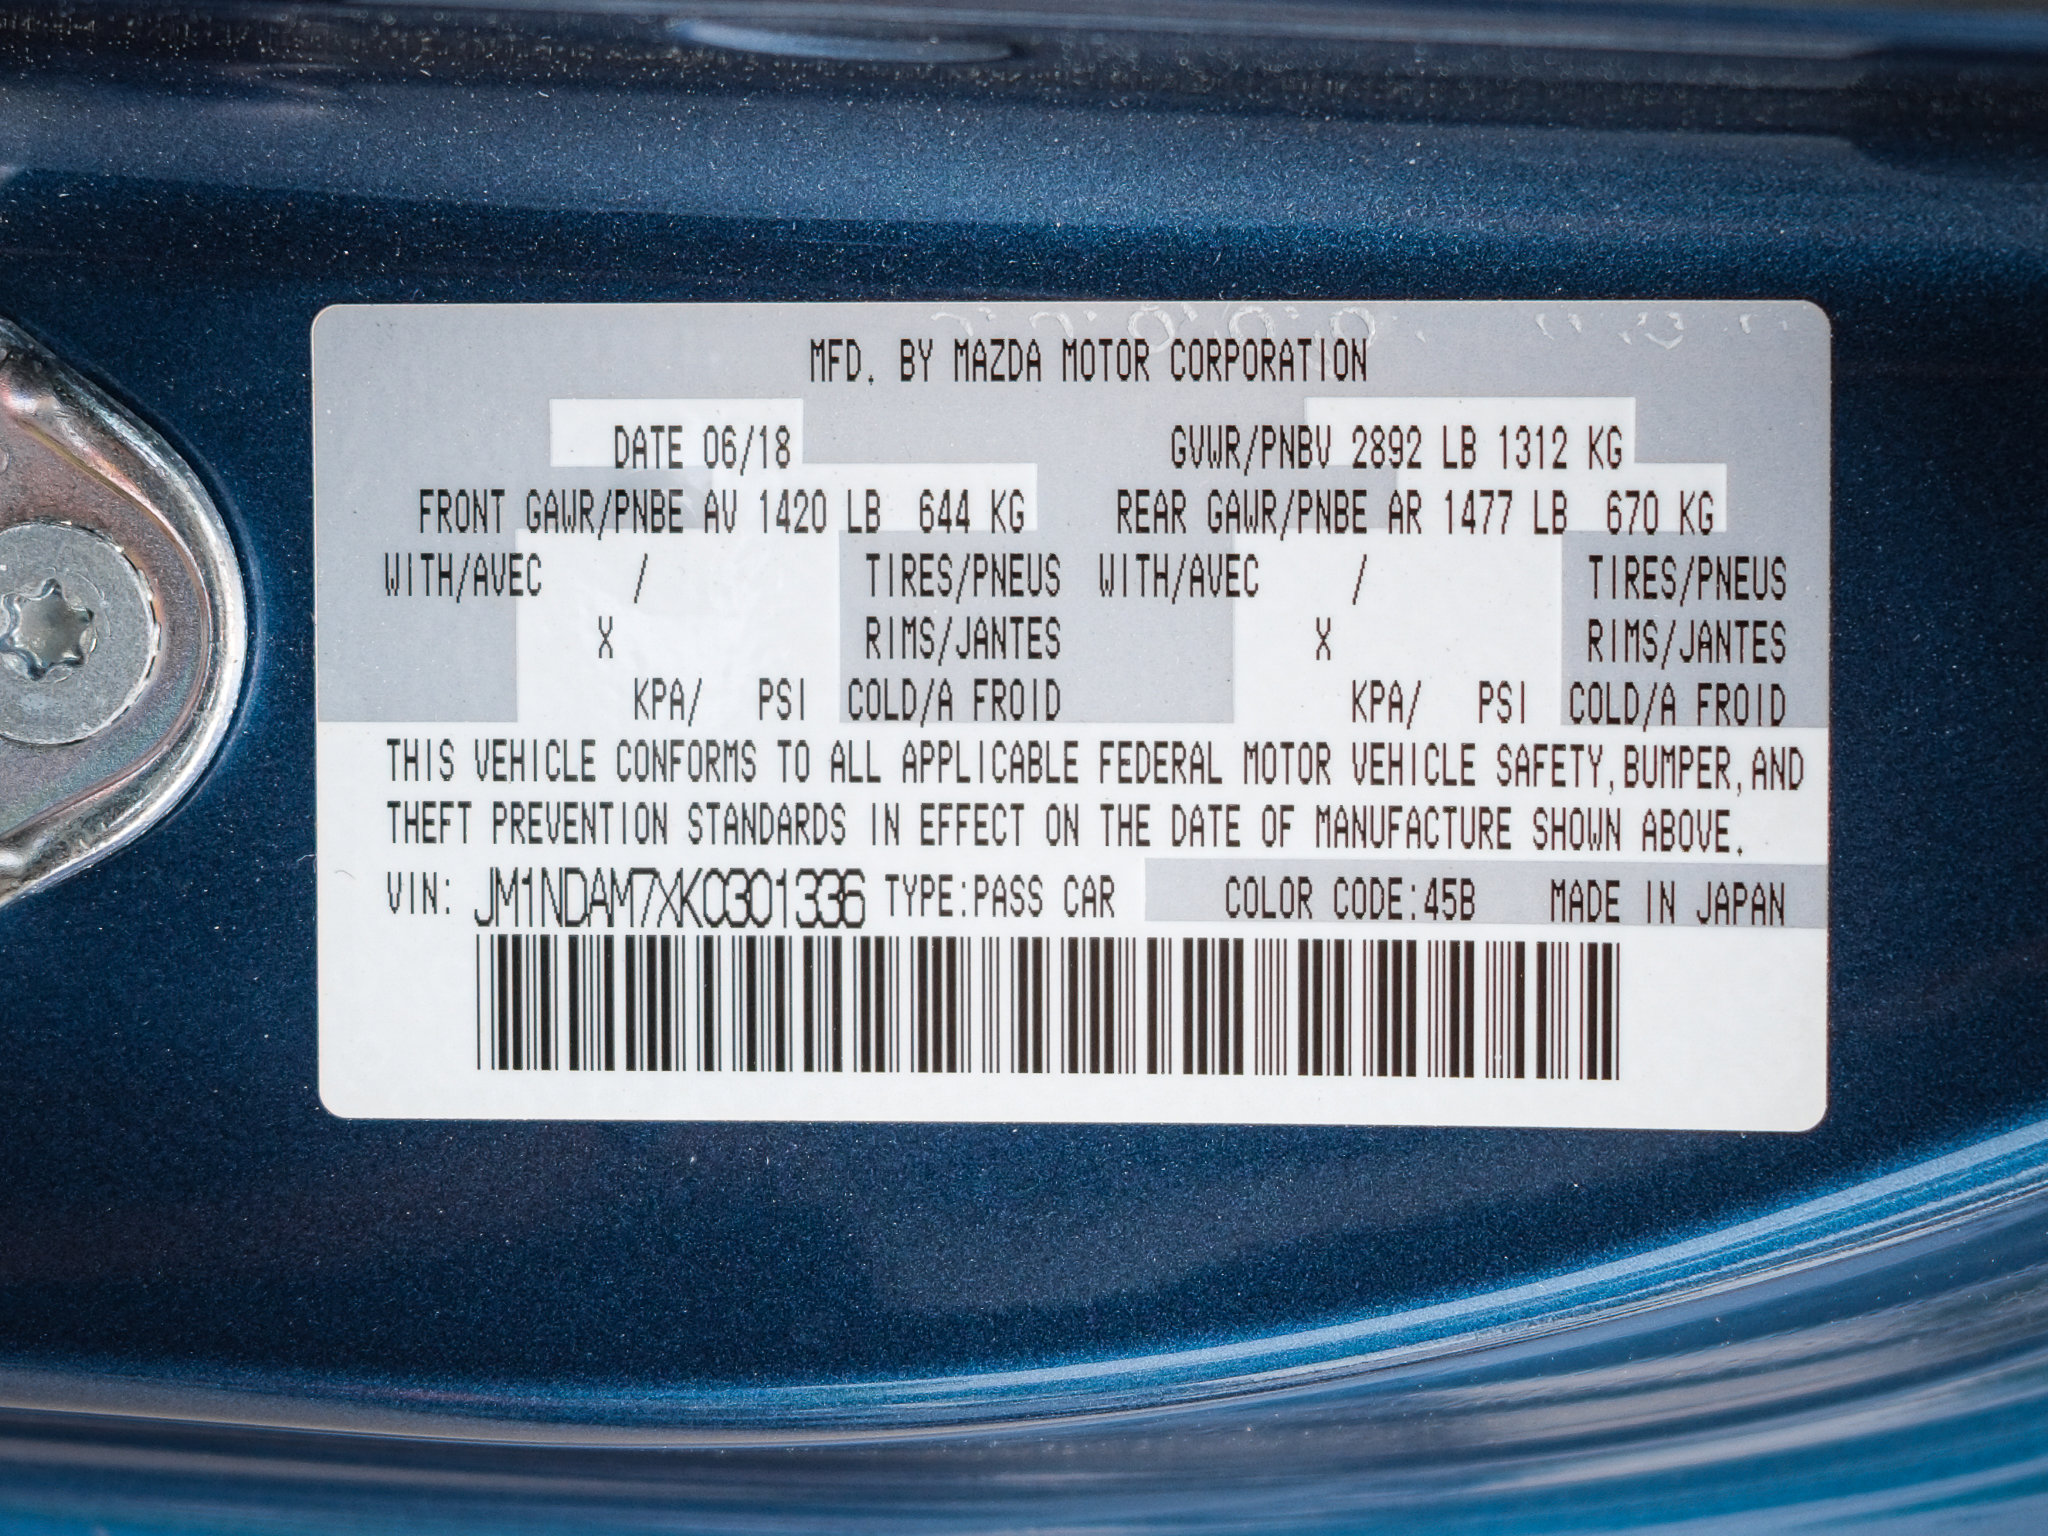 MFD. BY MAZDA MOTOR CORPORATION
DATE 06/18 GVWR/PNBV 2892 LB 1312 KG
FRONT GAWR/PNBE AV 1420 LB 644 KG REAR GAWR/PNBE AR 1477 LB 670 KG
WITH/AVEC / TIRES/PNEUS WITH/AVEC / TIRES/PNEUS
X RIMS/JANTES X RIMS/JANTES
KPA/ PSI COLD/A FROID KPA/ PSI COLD/A FROID
THIS VEHICLE CONFORMS TO ALL APPLICABLE FEDERAL MOTOR VEHICLE SAFETY,BUMPER,AND
THEFT PREVENTION STANDARDS IN EFFECT ON THE DATE OF MANUFACTURE SHOWN ABOVE.
VIN: JM1NDAM7XK0301336 TYPE:PASS CAR COLOR CODE:45B MADE IN JAPAN